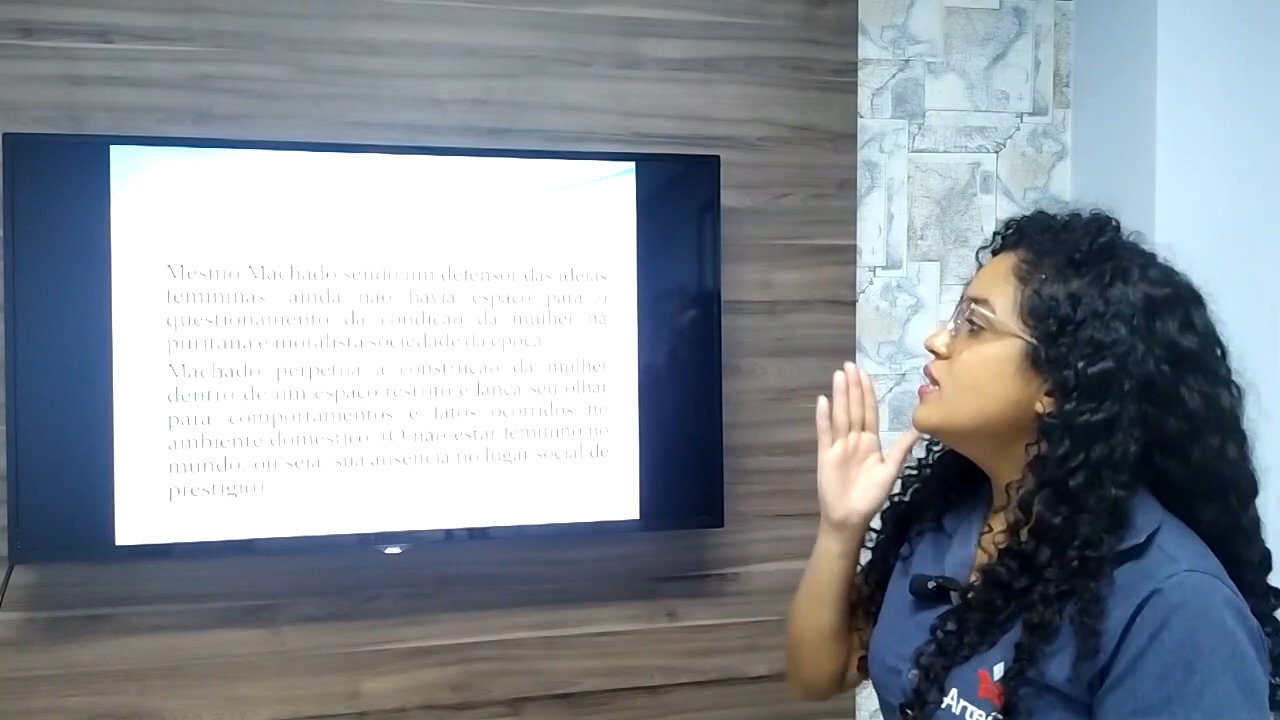 Mesmo Machado sendo um defensor das ideias
femininas, ainda não havia espaço para o
questionamento da condição da mulher na
puritana e moralista sociedade da época.
Machado perpetua a construção da mulher
dentro de um espaço restrito e lança seu olhar
para comportamentos e fatos ocorridos no
ambiente doméstico. (O não estar feminino no
mundo, ou seja, sua ausência no lugar social de
prestígio)